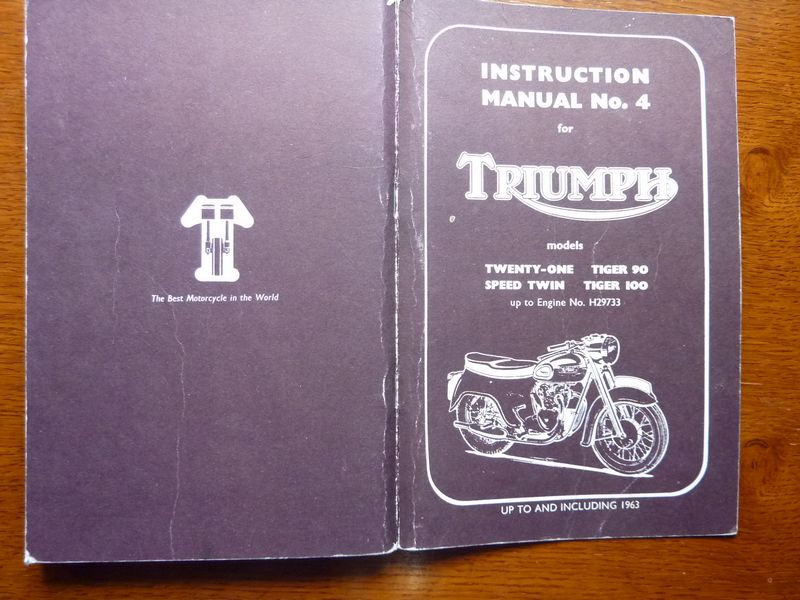 The Best Motorcycle in the World
INSTRUCTION
MANUAL No. 4
for
TRIUMPH
models
TWENTY-ONE TIGER 90
SPEED TWIN TIGER 100
up to Engine No. H29733
UP TO AND INCLUDING 1963